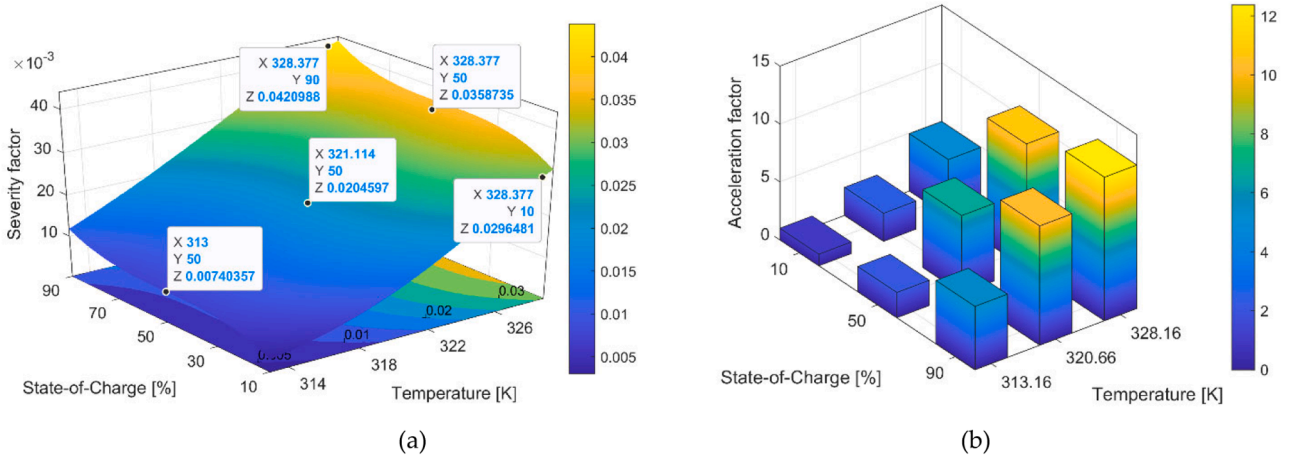 ×10⁻³
40
30
20
10
Severity factor
X 328.377
Y 90
Z 0.0420988
X 328.377
Y 50
Z 0.0358735
X 321.114
Y 50
Z 0.0204597
X 328.377
Y 10
Z 0.0296481
X 313
Y 50
Z 0.00740357
0.005
0.01
0.02
0.03
90
70
50
30
10
State-of-Charge [%]
314
318
322
326
Temperature [K]
0.04
0.035
0.03
0.025
0.02
0.015
0.01
0.005
(a)
15
10
5
0
Acceleration factor
10
50
90
State-of-Charge [%]
313.16
320.66
328.16
Temperature [K]
12
10
8
6
4
2
0
(b)